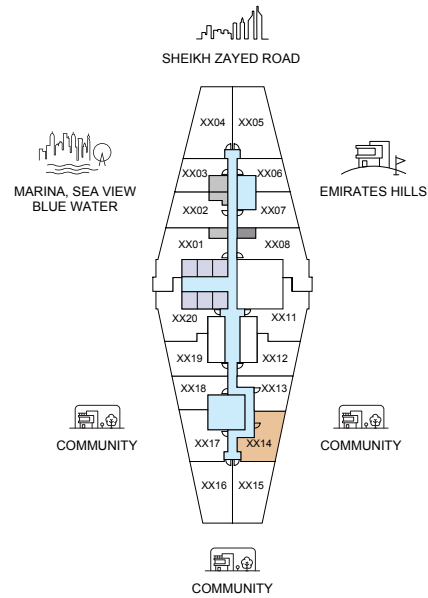 SHEIKH ZAYED ROAD
XX04 XX05
MARINA, SEA VIEW
BLUE WATER
EMIRATES HILLS
XX03 XX06
XX02 XX07
XX01 XX08
XX20 XX11
XX19 XX12
XX18 XX13
COMMUNITY
COMMUNITY
XX17 XX14
XX16 XX15
COMMUNITY